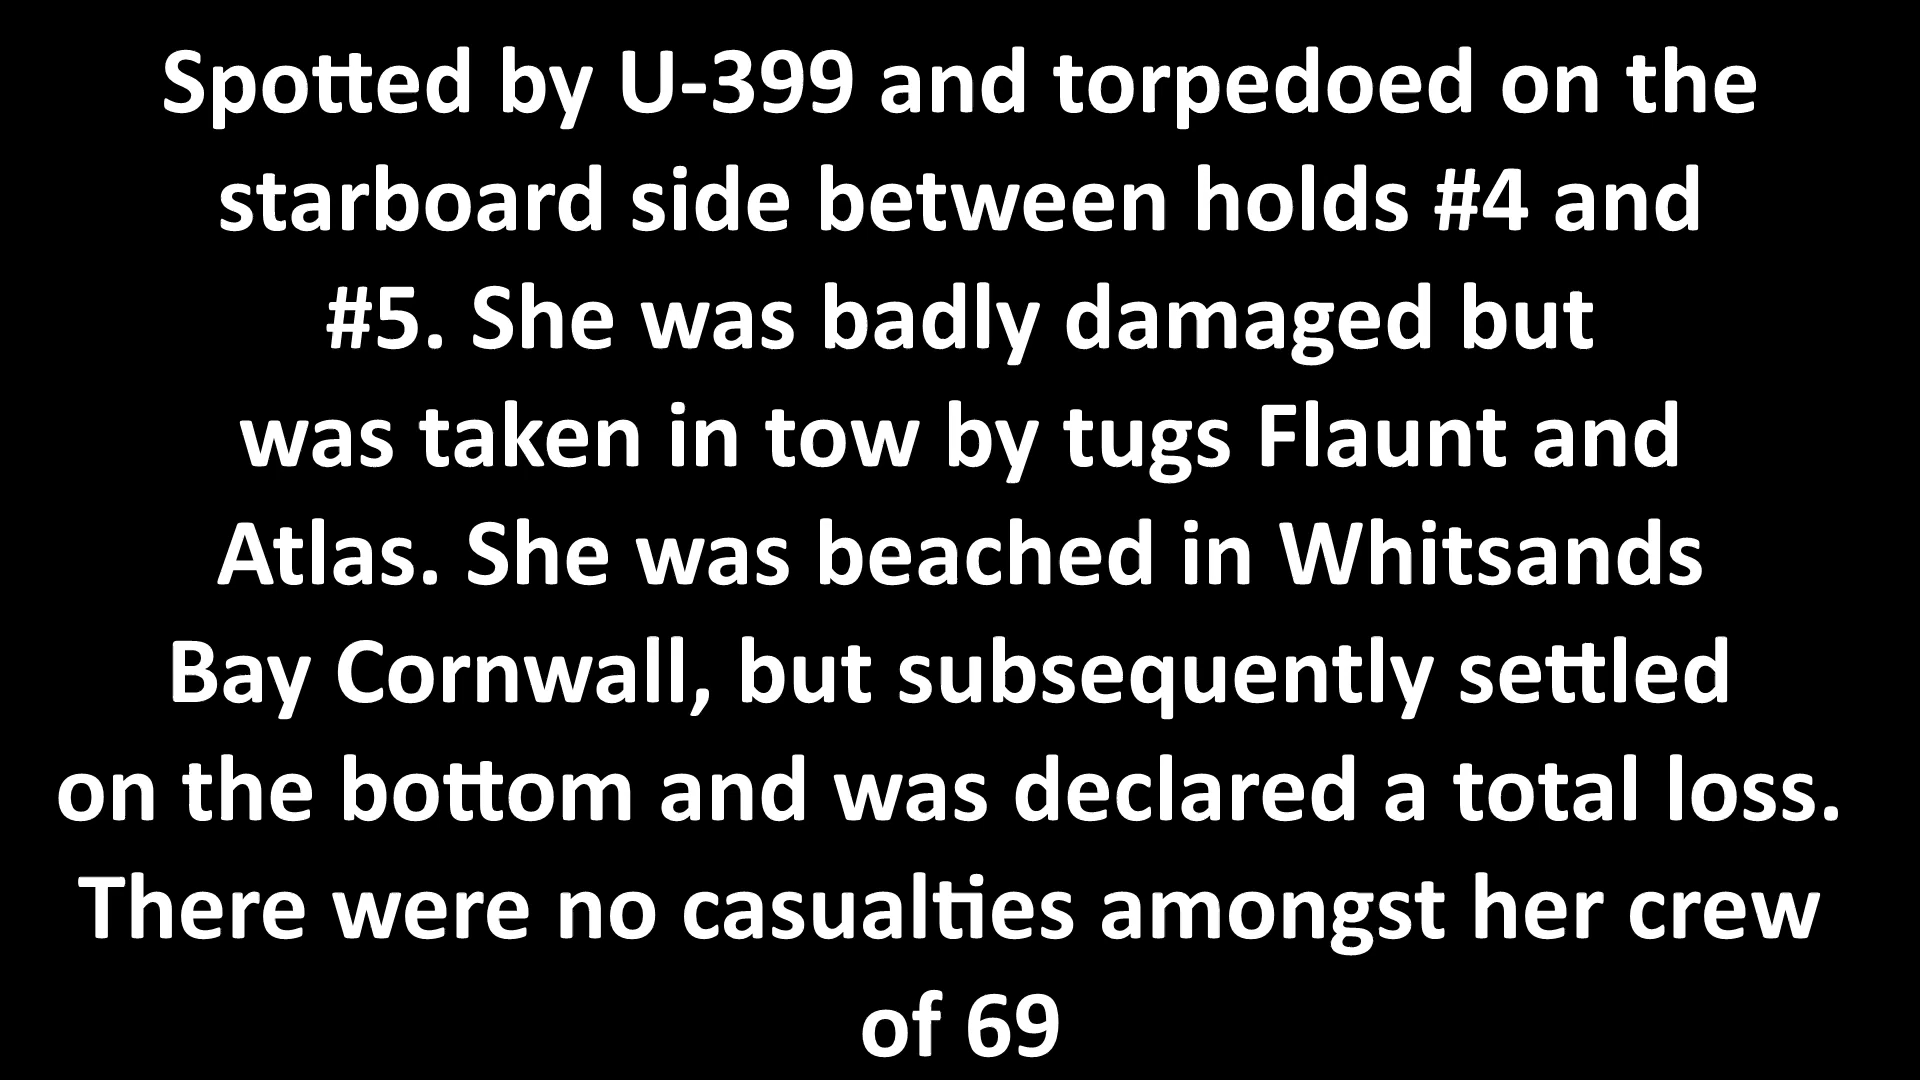 Spotted by U-399 and torpedoed on the
starboard side between holds #4 and
#5. She was badly damaged but
was taken in tow by tugs Flaunt and
Atlas. She was beached in Whitsands
Bay Cornwall, but subsequently settled
on the bottom and was declared a total loss.
There were no casualties amongst her crew
of 69